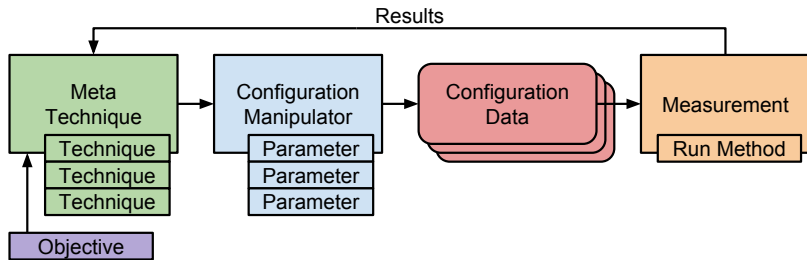 Results
Meta
Technique
Technique
Technique
Technique
Configuration
Manipulator
Parameter
Parameter
Parameter
Configuration
Data
Measurement
Run Method
Objective